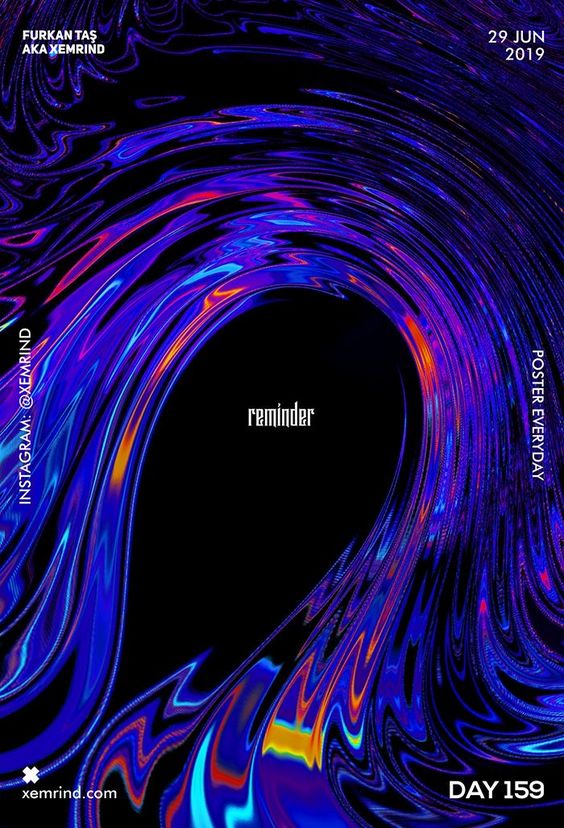 FURKAN TAŞ
AKA XEMRIND
29 JUN
2019
INSTAGRAM: @XEMRIND
reminder
POSTER EVERYDAY
xemrind.com
DAY 159